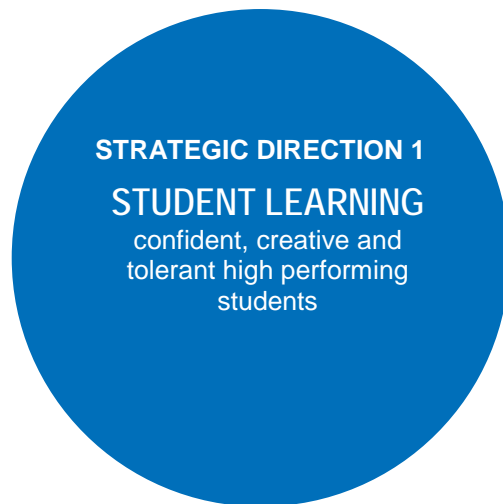 STRATEGIC DIRECTION 1
STUDENT LEARNING
confident, creative and
tolerant high performing
students